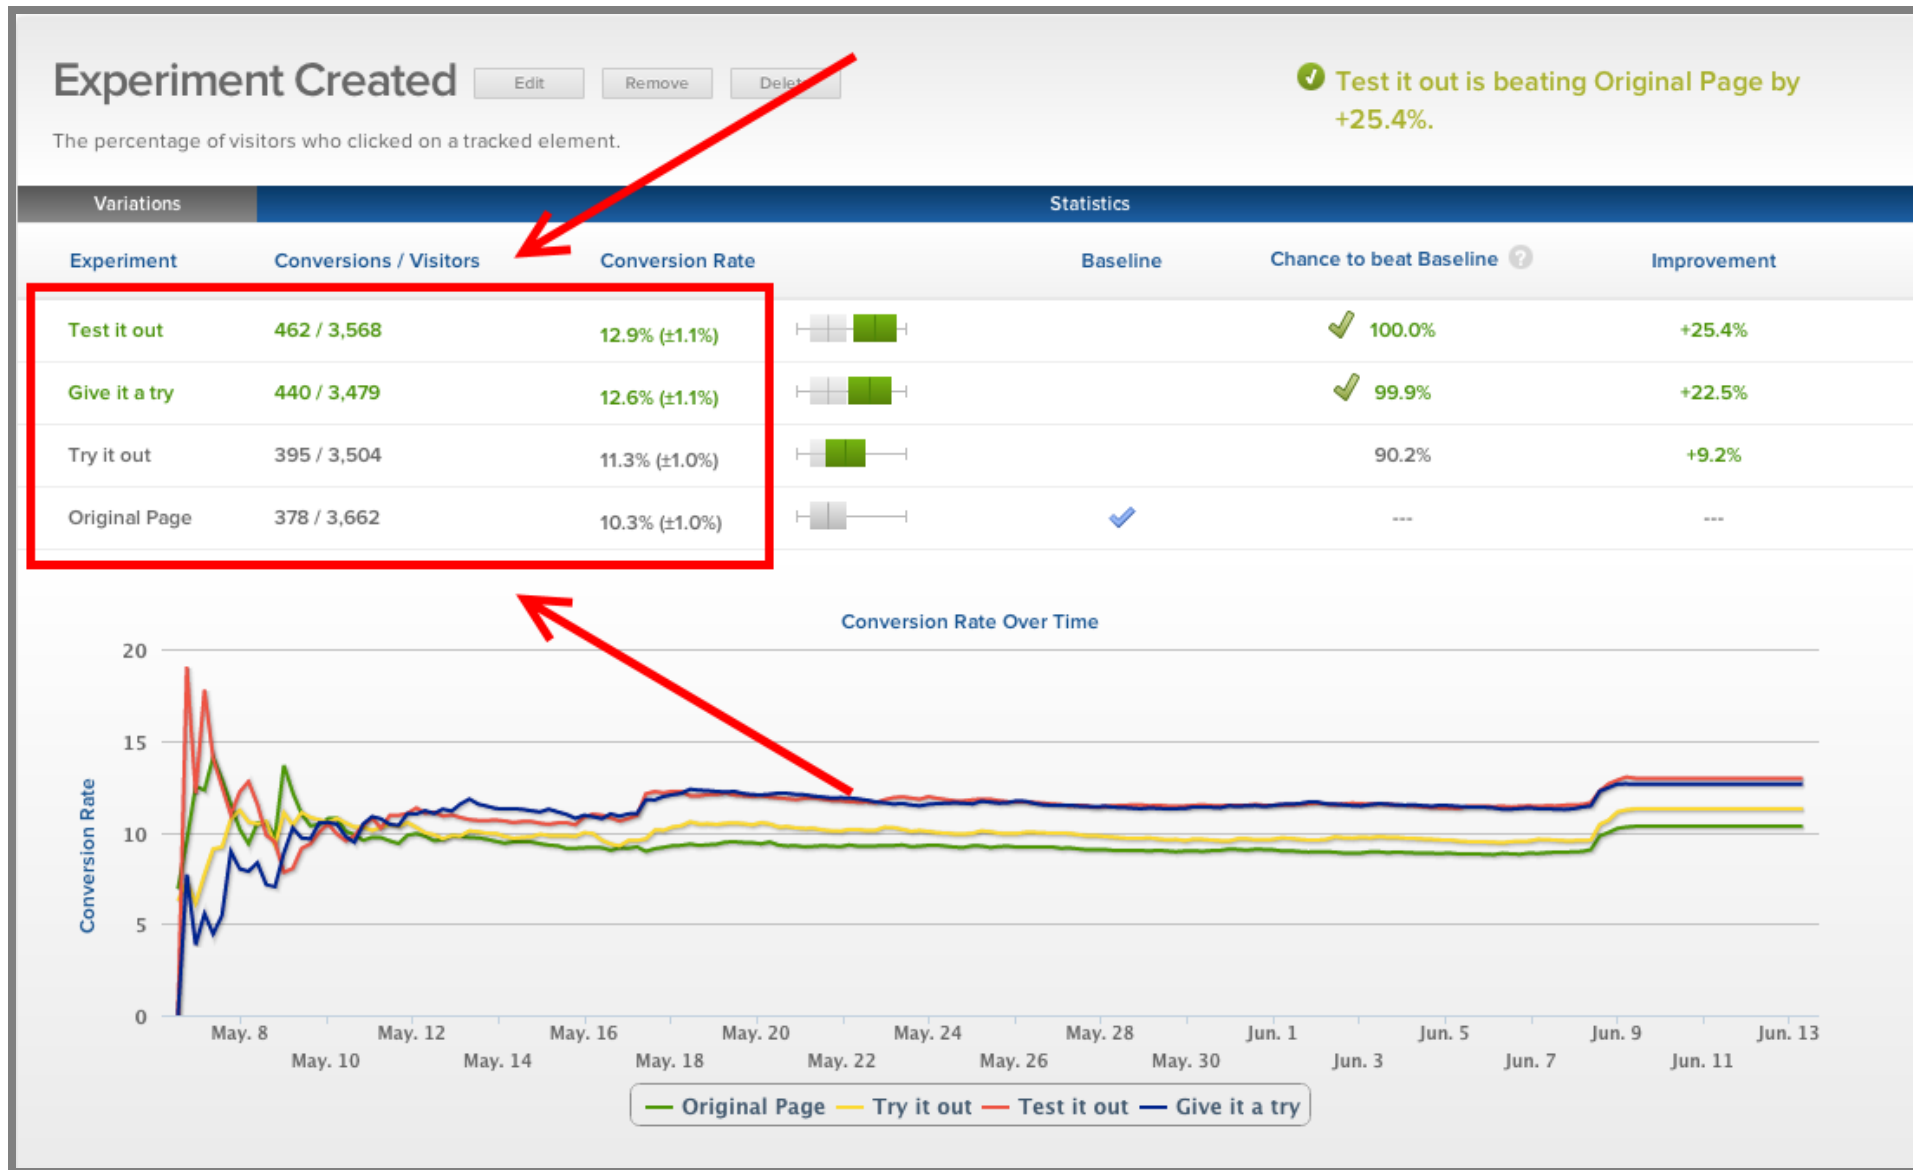 Experiment Created Edit Remove Delete
Test it out is beating Original Page by
+25.4%.
The percentage of visitors who clicked on a tracked element.
Variations Statistics
Experiment Conversions / Visitors Conversion Rate Baseline Chance to beat Baseline ? Improvement
Test it out 462 / 3,568 12.9% (±1.1%) 100.0% +25.4%
Give it a try 440 / 3,479 12.6% (±1.1%) 99.9% +22.5%
Try it out 395 / 3,504 11.3% (±1.0%) 90.2% +9.2%
Original Page 378 / 3,662 10.3% (±1.0%) --- ---
Conversion Rate Over Time
Conversion Rate
20
15
10
5
0
May. 8 May. 12 May. 16 May. 20 May. 24 May. 28 Jun. 1 Jun. 5 Jun. 9 Jun. 13
May. 10 May. 14 May. 18 May. 22 May. 26 May. 30 Jun. 3 Jun. 7 Jun. 11
Original Page Try it out Test it out Give it a try